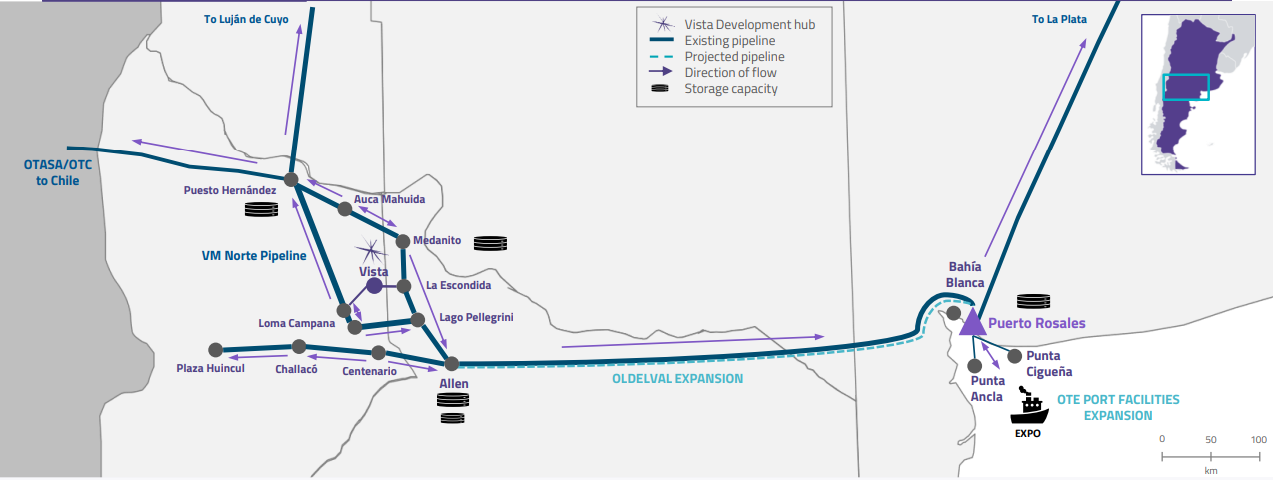 To Luján de Cuyo
Vista Development hub
Existing pipeline
Projected pipeline
Direction of flow
Storage capacity
To La Plata
OTASA/OTC
to Chile
Puesto Hernández
Auca Mahuida
Medanito
VM Norte Pipeline
Vista
La Escondida
Loma Campana
Lago Pellegrini
Plaza Huincul
Challacó
Centenario
Allen
OLDELVAL EXPANSION
Bahía
Blanca
Puerto Rosales
Punta
Cigueña
Punta
Ancla
EXPO
OTE PORT FACILITIES
EXPANSION
0 50 100
km